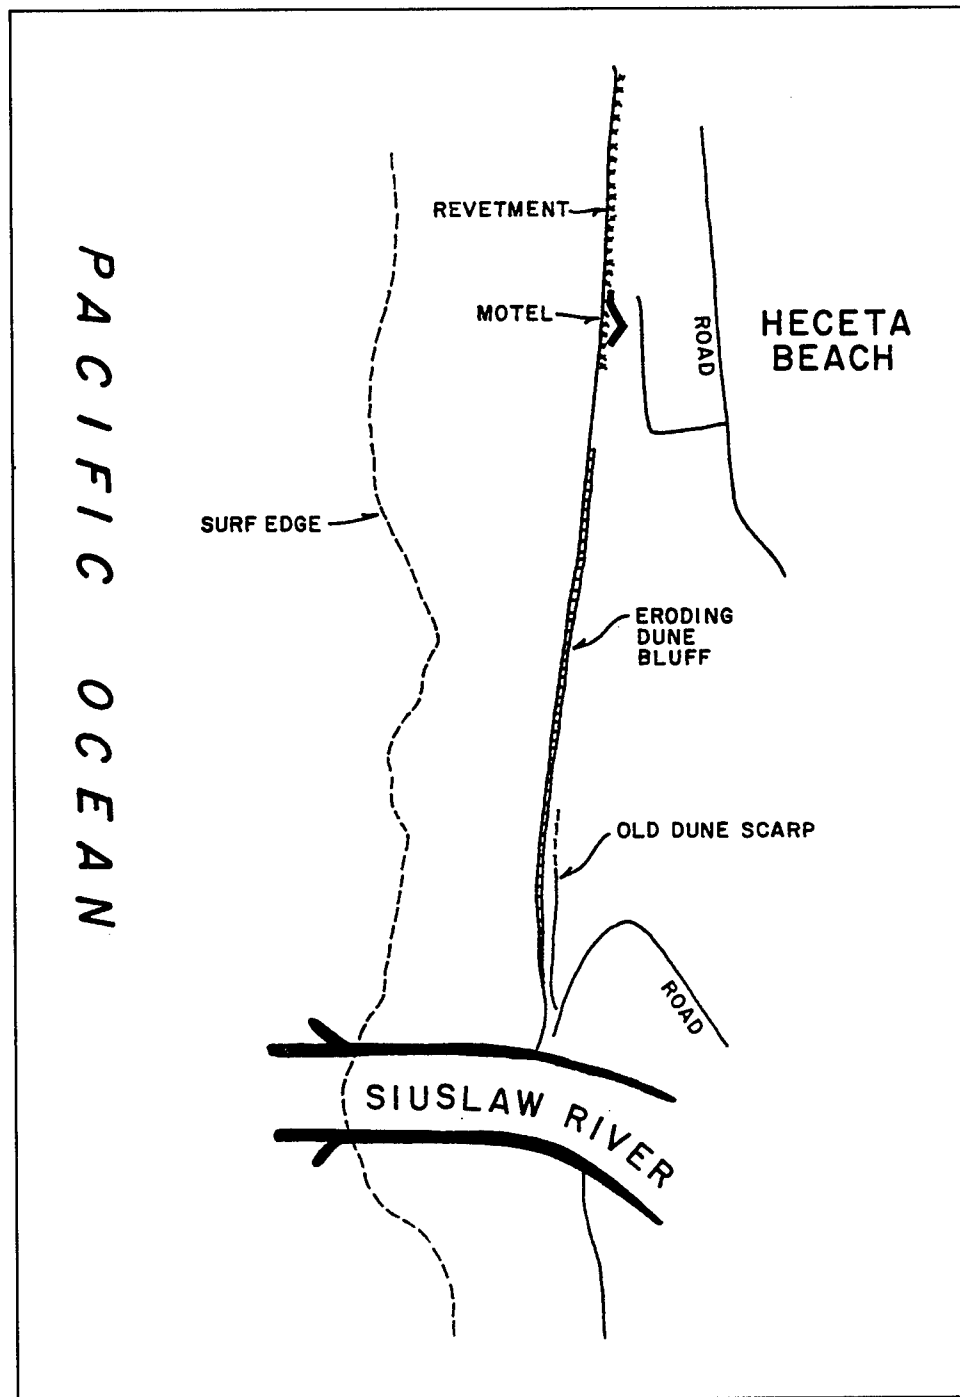 REVETMENT
MOTEL
ROAD
HECETA
BEACH
PACIFIC OCEAN
SURF EDGE
ERODING
DUNE
BLUFF
OLD DUNE SCARP
ROAD
SIUSLAW RIVER